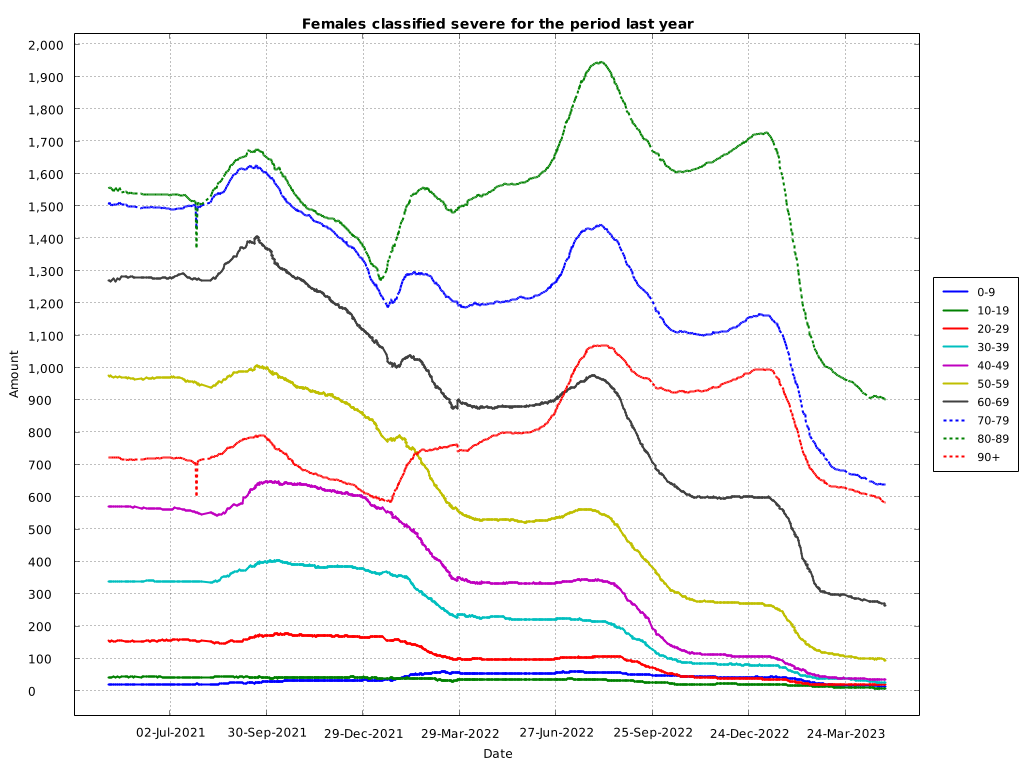 Females classified severe for the period last year
2,000
1,900
1,800
1,700
1,600
1,500
1,400
1,300
1,200
1,100
1,000
900
800
700
600
500
400
300
200
100
0
Amount
02-Jul-2021
30-Sep-2021
29-Dec-2021
29-Mar-2022
27-Jun-2022
25-Sep-2022
24-Dec-2022
24-Mar-2023
Date
0-9
10-19
20-29
30-39
40-49
50-59
60-69
70-79
80-89
90+